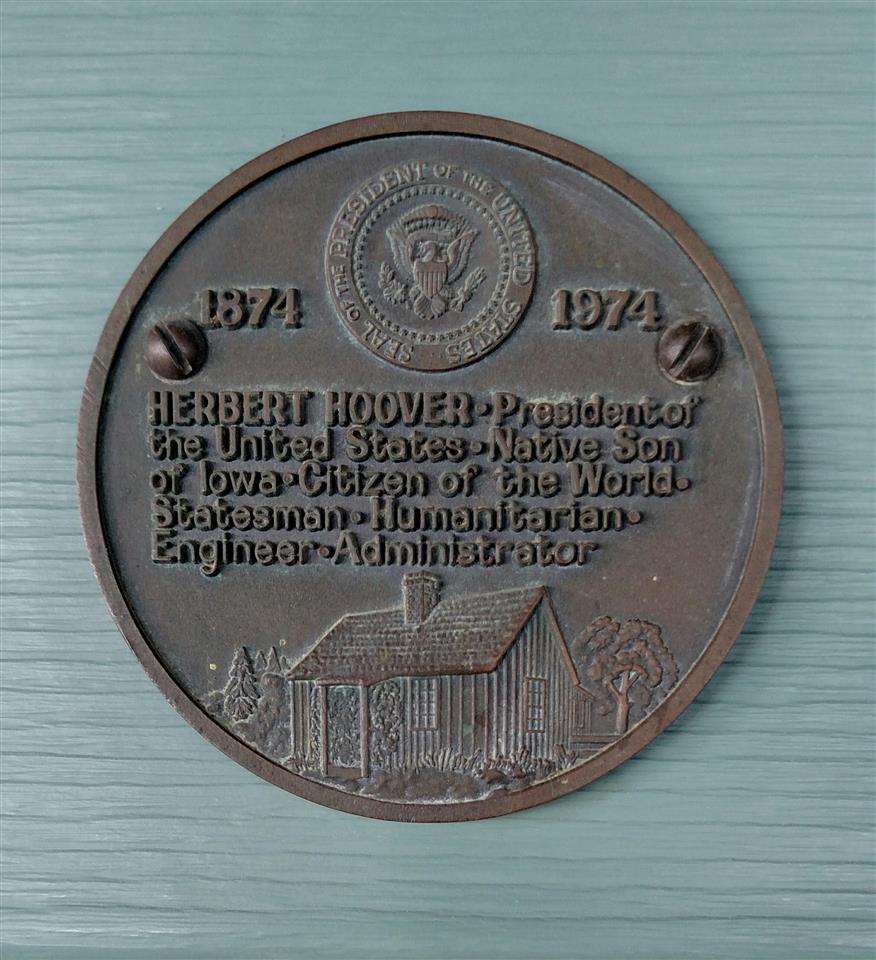 SEAL OF THE PRESIDENT OF THE UNITED STATES
1874 1974
HERBERT HOOVER • President of
the United States • Native Son
of Iowa • Citizen of the World •
Statesman • Humanitarian •
Engineer • Administrator